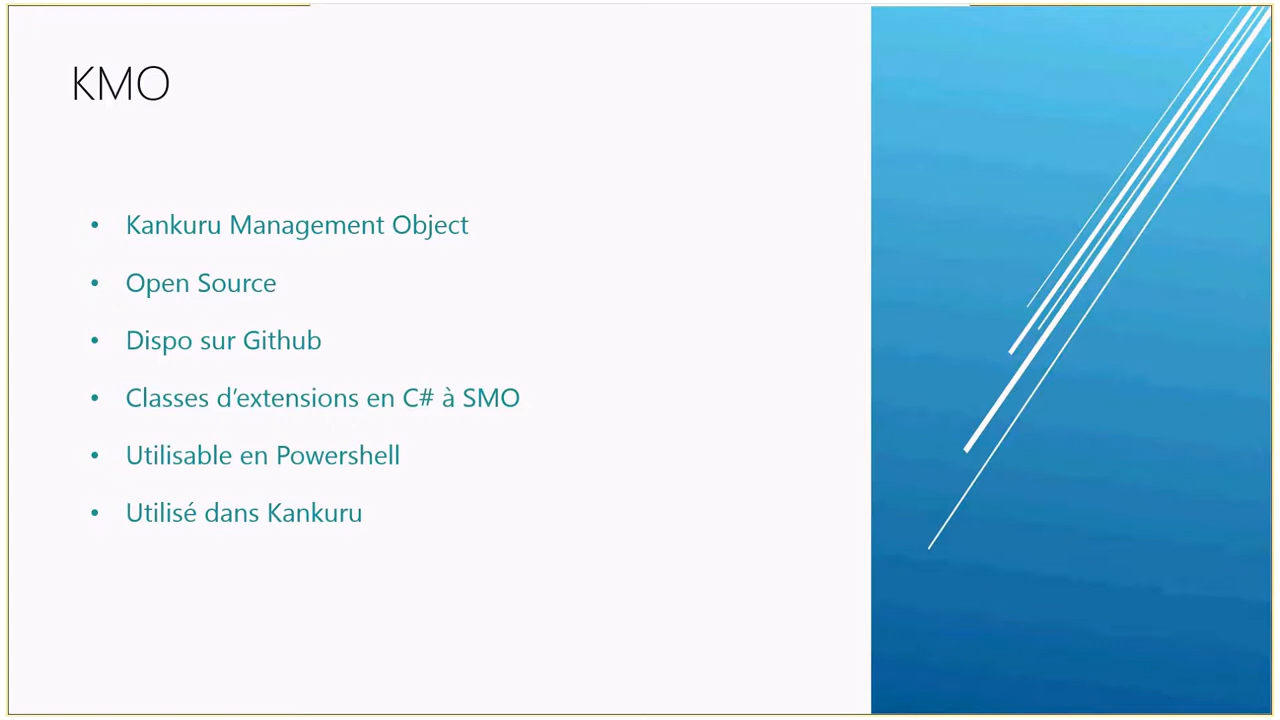 KMO
• Kankuru Management Object
• Open Source
• Dispo sur Github
• Classes d’extensions en C# à SMO
• Utilisable en Powershell
• Utilisé dans Kankuru